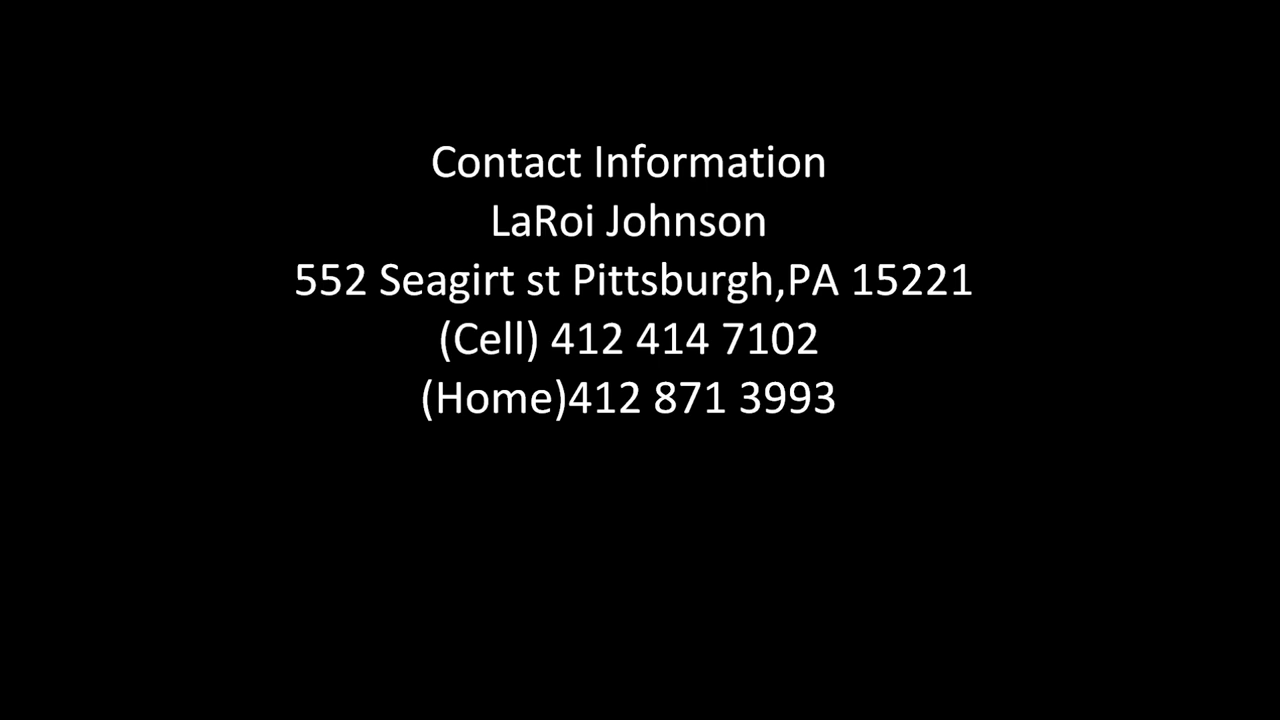 Contact Information
LaRoi Johnson
552 Seagirt st Pittsburgh,PA 15221
(Cell) 412 414 7102
(Home)412 871 3993